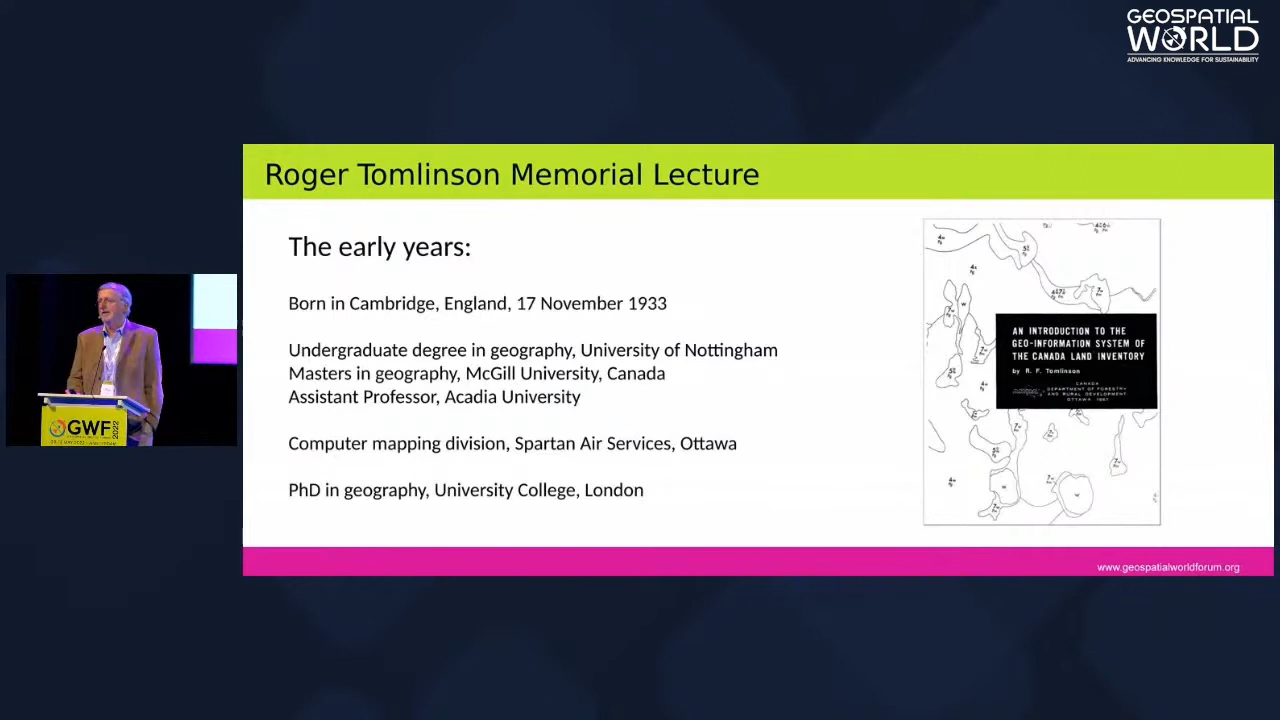 GEOSPATIAL
WORLD
ADVANCING KNOWLEDGE FOR SUSTAINABILITY
Roger Tomlinson Memorial Lecture
The early years:
Born in Cambridge, England, 17 November 1933
Undergraduate degree in geography, University of Nottingham
Masters in geography, McGill University, Canada
Assistant Professor, Acadia University
Computer mapping division, Spartan Air Services, Ottawa
PhD in geography, University College, London
AN INTRODUCTION TO THE
GEO-INFORMATION SYSTEM OF
THE CANADA LAND INVENTORY
by R. F. Tomlinson
CANADA
DEPARTMENT OF FORESTRY
AND RURAL DEVELOPMENT
OTTAWA 1967
GWF
2022
www.geospatialworldforum.org